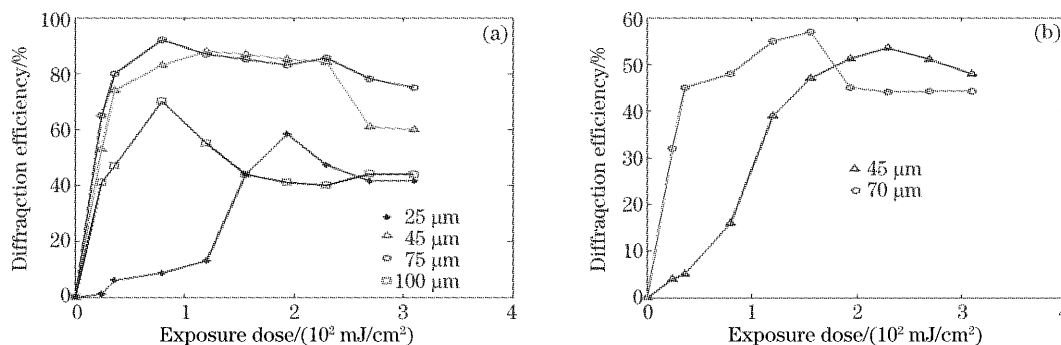 (a)
Diffraqction efficiency/%
100
80
60
40
20
0
0 1 2 3 4
Exposure dose/(10² mJ/cm²)
25 μm
45 μm
75 μm
100 μm
(b)
Diffraqction efficiency/%
60
50
40
30
20
10
0
0 1 2 3 4
Exposure dose/(10² mJ/cm²)
45 μm
70 μm